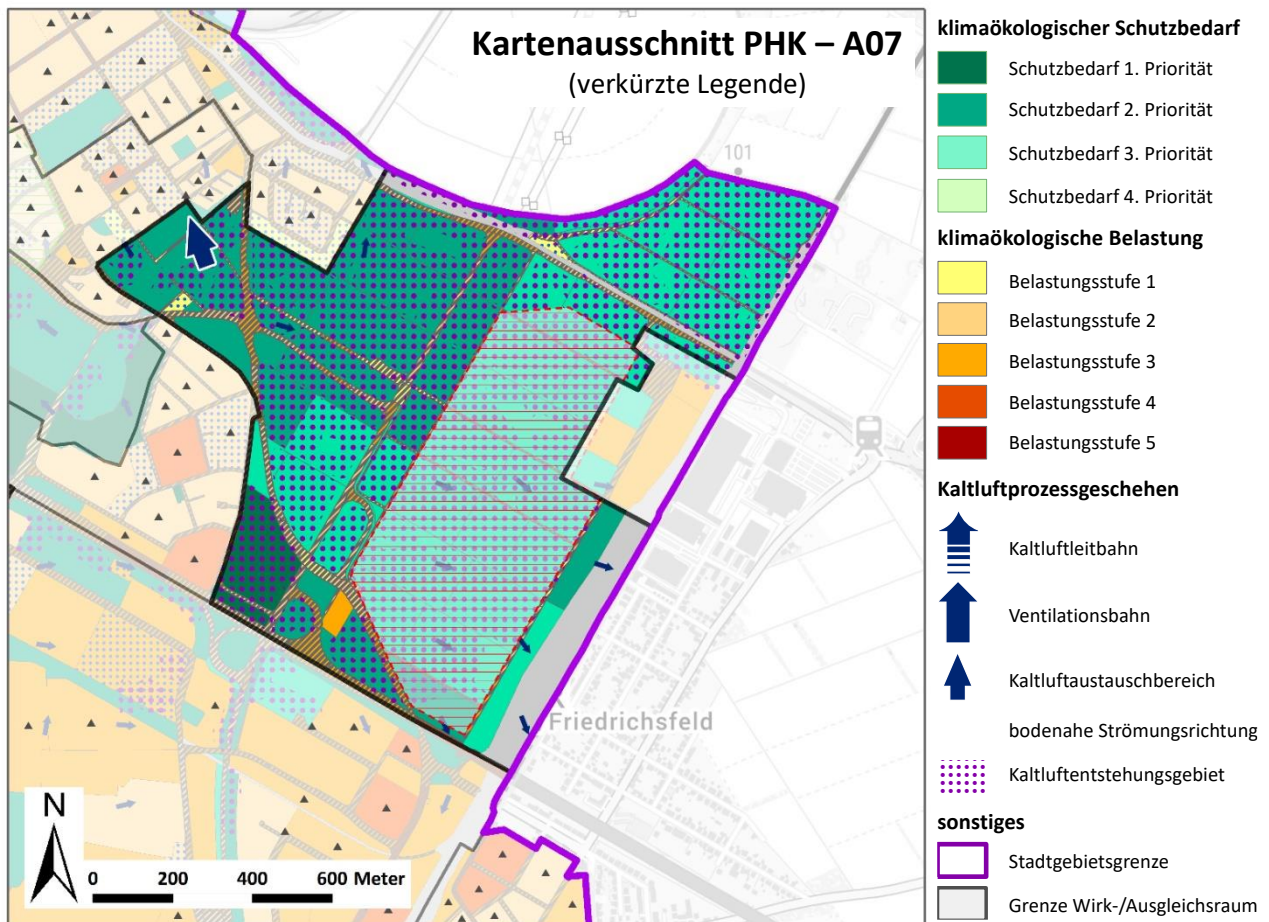 Kartenausschnitt PHK – A07
(verkürzte Legende)
101
Friedrichsfeld
N
0 200 400 600 Meter
klimaökologischer Schutzbedarf
Schutzbedarf 1. Priorität
Schutzbedarf 2. Priorität
Schutzbedarf 3. Priorität
Schutzbedarf 4. Priorität
klimaökologische Belastung
Belastungsstufe 1
Belastungsstufe 2
Belastungsstufe 3
Belastungsstufe 4
Belastungsstufe 5
Kaltluftprozessgeschehen
Kaltluftleitbahn
Ventilationsbahn
Kaltluftaustauschbereich
bodennahe Strömungsrichtung
Kaltluftentstehungsgebiet
sonstiges
Stadtgebietsgrenze
Grenze Wirk-/Ausgleichsraum